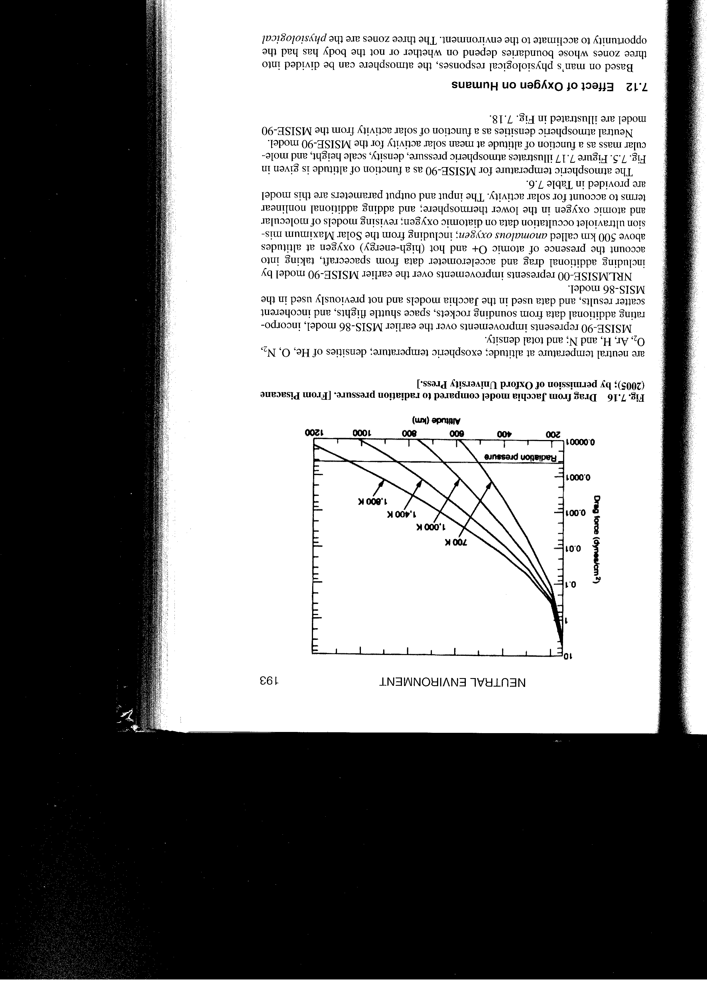 NEUTRAL ENVIRONMENT 193
10
1
0.1
0.01
0.001
0.0001
0.00001
Drag force (dynes/cm²)
700 K
1,000 K
1,400 K
1,800 K
Radiation pressure
200 400 600 800 1000 1200
Altitude (km)
Fig. 7.16 Drag from Jacchia model compared to radiation pressure. [From Pisacane
(2005); by permission of Oxford University Press.]
are neutral temperature at altitude; exospheric temperature; densities of He, O, N₂,
O₂, Ar, H, and N; and total density.
MSISE-90 represents improvements over the earlier MSIS-86 model, incorpo-
rating additional data from sounding rockets, space shuttle flights, and incoherent
scatter results, and data used in the Jacchia models and not previously used in the
MSIS-86 model.
NRLMSISE-00 represents improvements over the earlier MSISE-90 model by
including additional drag and accelerometer data from spacecraft, taking into
account the presence of atomic O+ and hot (high-energy) oxygen at altitudes
above 500 km called anomalous oxygen; including from the Solar Maximum mis-
sion ultraviolet occultation data on diatomic oxygen; revising models of molecular
and atomic oxygen in the lower thermosphere; and adding additional nonlinear
terms to account for solar activity. The input and output parameters are this model
are provided in Table 7.6.
The atmospheric temperature for MSISE-90 as a function of altitude is given in
Fig. 7.5. Figure 7.17 illustrates atmospheric pressure, density, scale height, and mole-
cular mass as a function of altitude at mean solar activity for the MSISE-90 model.
Neutral atmospheric densities as a function of solar activity from the MSISE-90
model are illustrated in Fig. 7.18.
7.12 Effect of Oxygen on Humans
Based on man's physiological responses, the atmosphere can be divided into
three zones whose boundaries depend on whether or not the body has had the
opportunity to acclimate to the environment. The three zones are the physiological